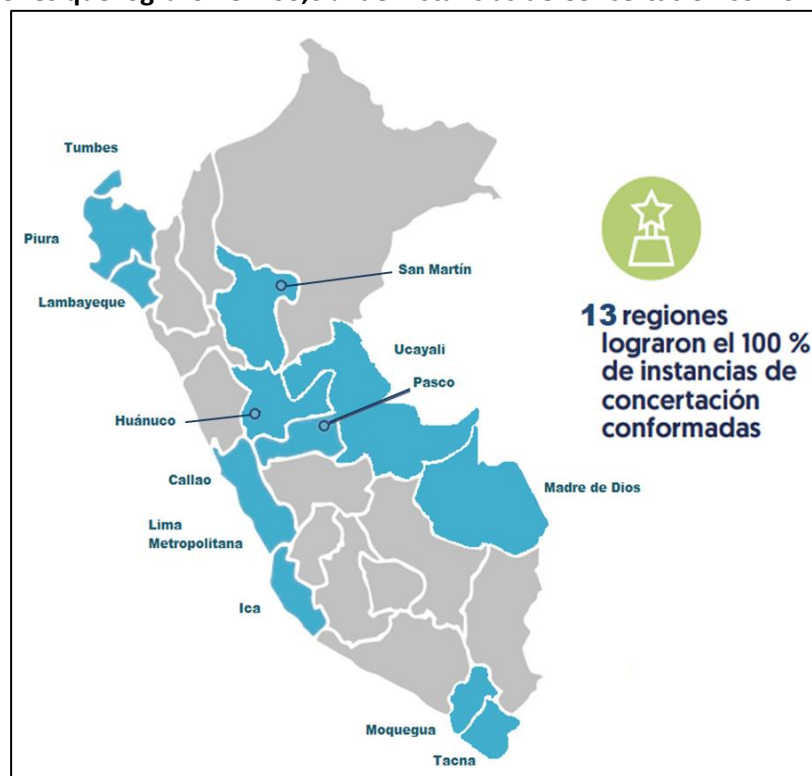 Tumbes
Piura
Lambayeque
San Martín
Ucayali
Pasco
Huánuco
Callao
Lima
Metropolitana
Ica
Madre de Dios
Moquegua
Tacna
13 regiones
lograron el 100 %
de instancias de
concertación
conformadas